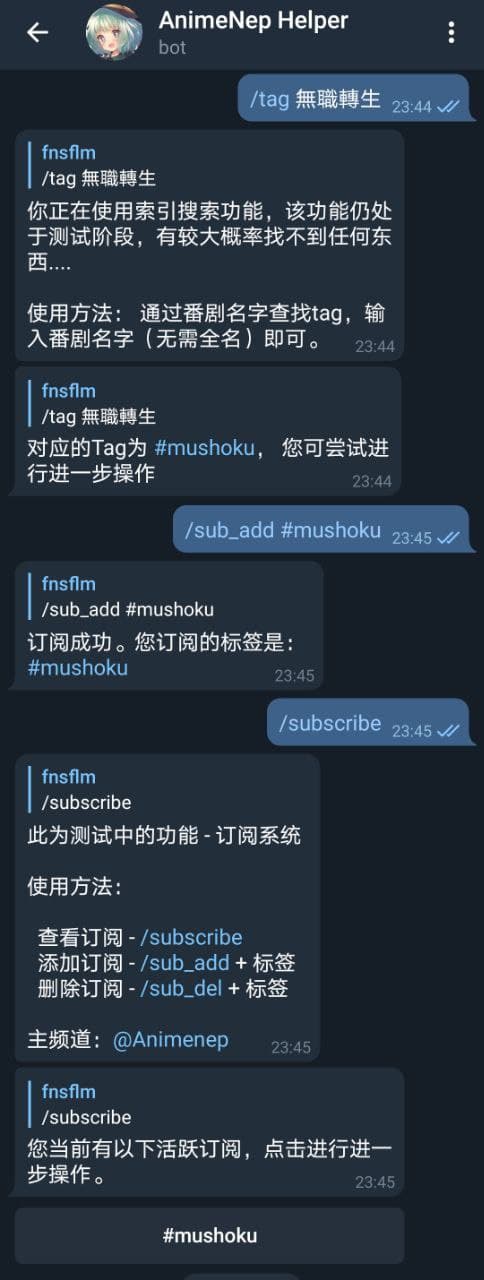 AnimeNep Helper
bot
/tag 無職轉生 23:44
fnsflm
/tag 無職轉生
你正在使用索引搜索功能，该功能仍处
于测试阶段，有较大概率找不到任何东
西....
使用方法： 通过番剧名字查找tag，输
入番剧名字（无需全名）即可。 23:44
fnsflm
/tag 無職轉生
对应的Tag为 #mushoku， 您可尝试进
行进一步操作 23:44
/sub_add #mushoku 23:45
fnsflm
/sub_add #mushoku
订阅成功。您订阅的标签是：
#mushoku 23:45
/subscribe 23:45
fnsflm
/subscribe
此为测试中的功能 - 订阅系统
使用方法：
查看订阅 - /subscribe
添加订阅 - /sub_add + 标签
删除订阅 - /sub_del + 标签
主频道：@Animenep 23:45
fnsflm
/subscribe
您当前有以下活跃订阅，点击进行进一
步操作。 23:45
#mushoku